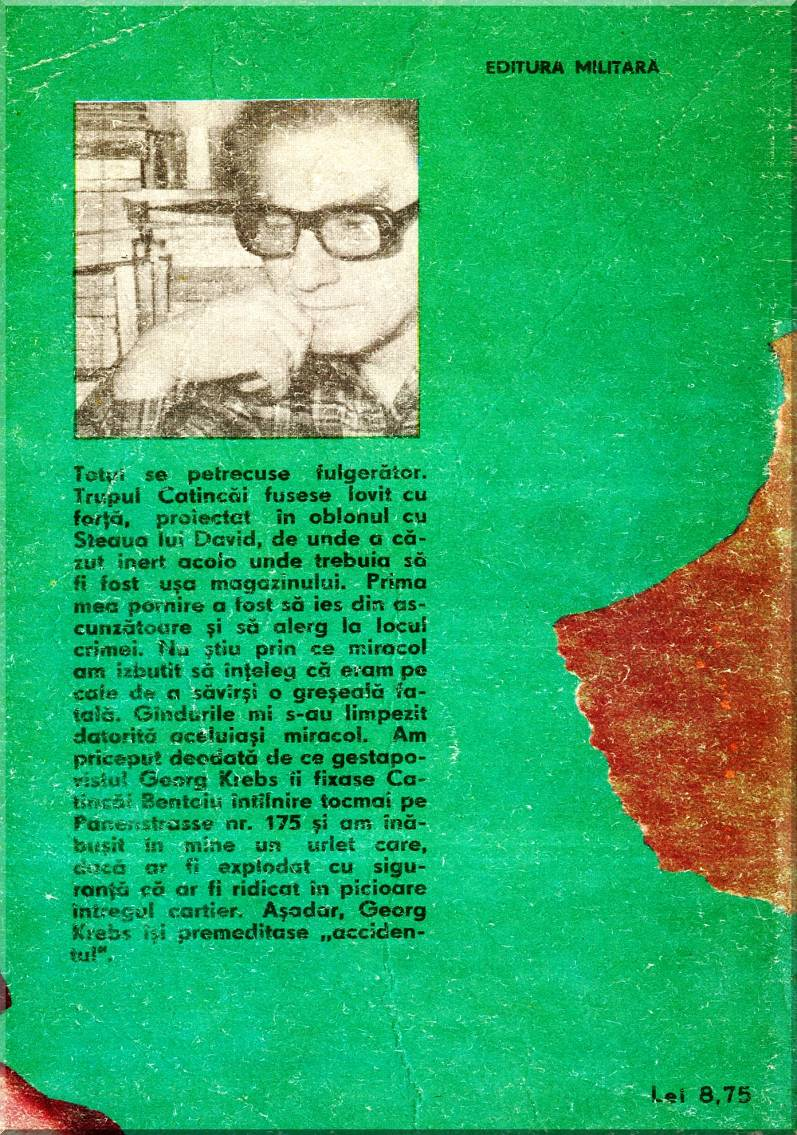 EDITURA MILITARĂ
Totul se petrecuse fulgerător.
Trupul Catincăi fusese lovit cu
forță, proiectat în oblonul cu
Steaua lui David, de unde a că-
zut inert acolo unde trebuia să
fi fost ușa magazinului. Prima
mea pornire a fost să ies din as-
cunzătoare și să alerg la locul
crimei. Nu știu prin ce miracol
am izbutit să înțeleg că eram pe
cale de a săvîrși o greșeală fa-
tală. Gîndurile mi s-au limpezit
datorită aceluiași miracol. Am
priceput deodată de ce gestapo-
vistul Georg Krebs îi fixase Ca-
tincăi Bentoiu întîlnire tocmai pe
Panenstrasse nr. 175 și am înă-
bușit în mine un urlet care,
dacă ar fi explodat cu sigu-
ranță că ar fi ridicat în picioare
întregul cartier. Așadar, Georg
Krebs își premeditase „acciden-
tul“.
Lei 8,75